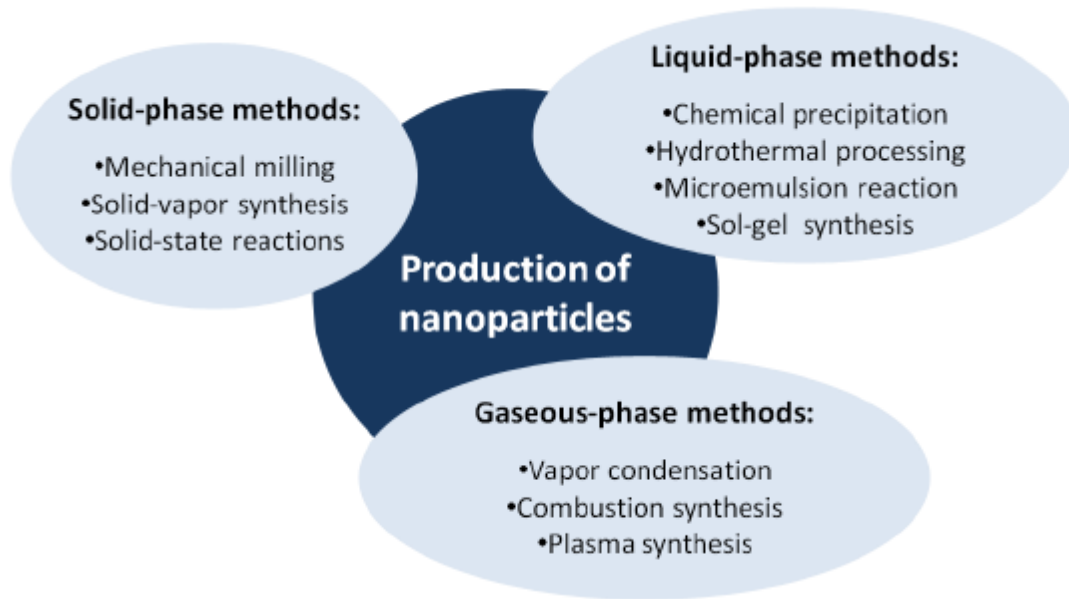 Solid-phase methods:
•Mechanical milling
•Solid-vapor synthesis
•Solid-state reactions
Liquid-phase methods:
•Chemical precipitation
•Hydrothermal processing
•Microemulsion reaction
•Sol-gel synthesis
Production of
nanoparticles
Gaseous-phase methods:
•Vapor condensation
•Combustion synthesis
•Plasma synthesis